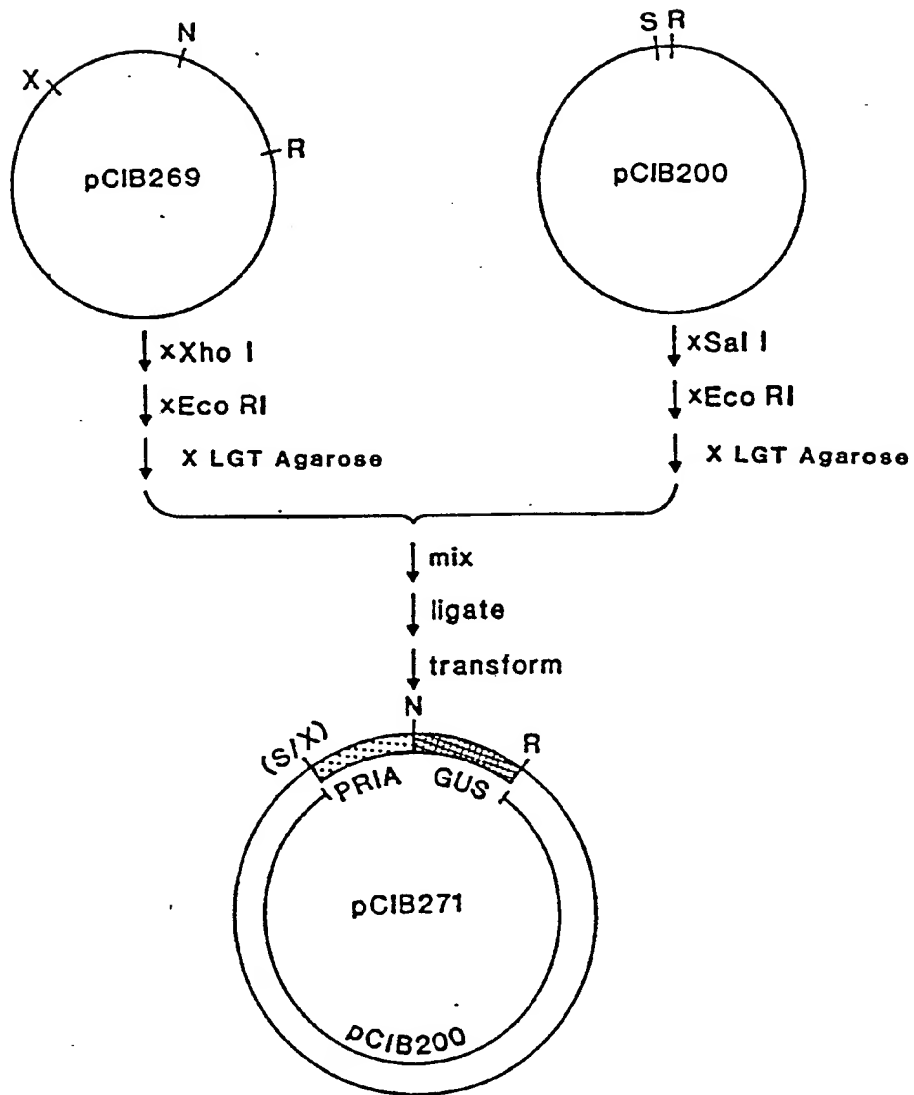 X
N
R
pCIB269
S R
pCIB200
xXho I
xEco RI
X LGT Agarose
xSal I
xEco RI
X LGT Agarose
mix
ligate
transform
N
(S/X)
R
PRIA
GUS
pCIB271
pCIB200